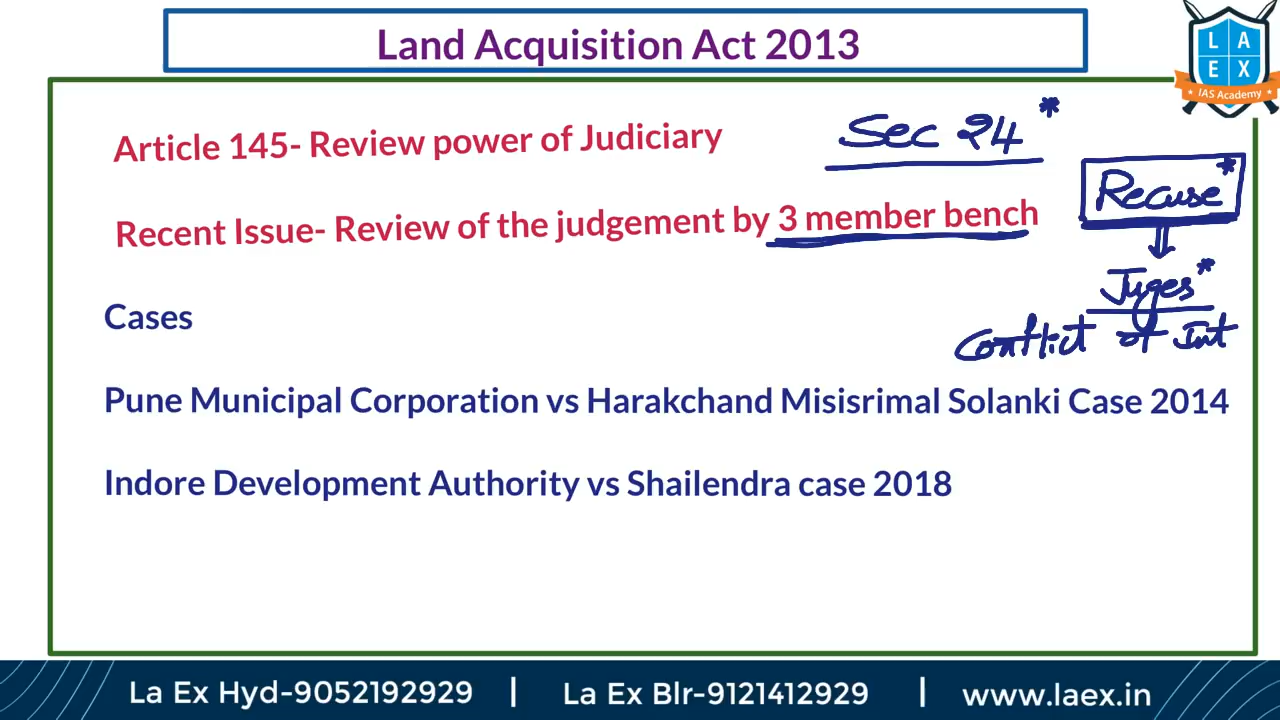 Land Acquisition Act 2013
L A
E X
IAS Academy
Article 145- Review power of Judiciary
Sec 24 *
Recuse *
Recent Issue- Review of the judgement by 3 member bench
Juges *
Conflict of Int
Cases
Pune Municipal Corporation vs Harakchand Misisrimal Solanki Case 2014
Indore Development Authority vs Shailendra case 2018
La Ex Hyd-9052192929 | La Ex Blr-9121412929 | www.laex.in